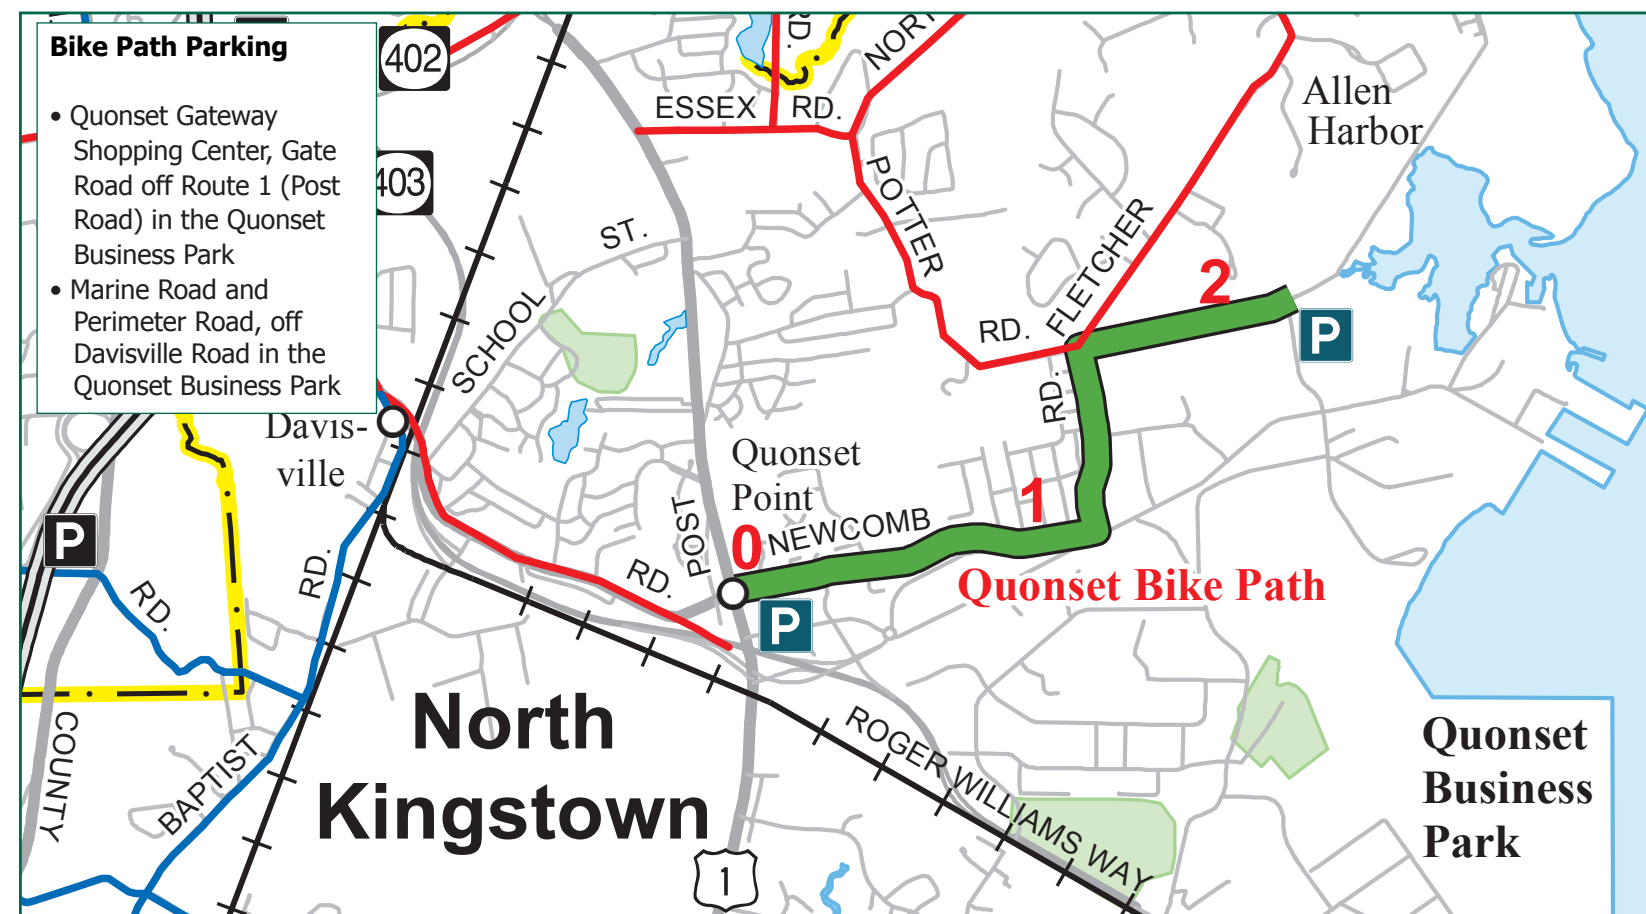 Bike Path Parking
• Quonset Gateway
Shopping Center, Gate
Road off Route 1 (Post
Road) in the Quonset
Business Park
• Marine Road and
Perimeter Road, off
Davisville Road in the
Quonset Business Park
402
403
ESSEX RD.
RD.
NORT
Allen
Harbor
POTTER
RD.
FLETCHER
RD.
SCHOOL
ST.
2
P
Davis-
ville
Quonset
Point
POST
RD.
0
NEWCOMB
1
P
Quonset Bike Path
P
RD.
RD.
COUNTY
BAPTIST
North
Kingstown
ROGER WILLIAMS WAY
1
Quonset
Business
Park